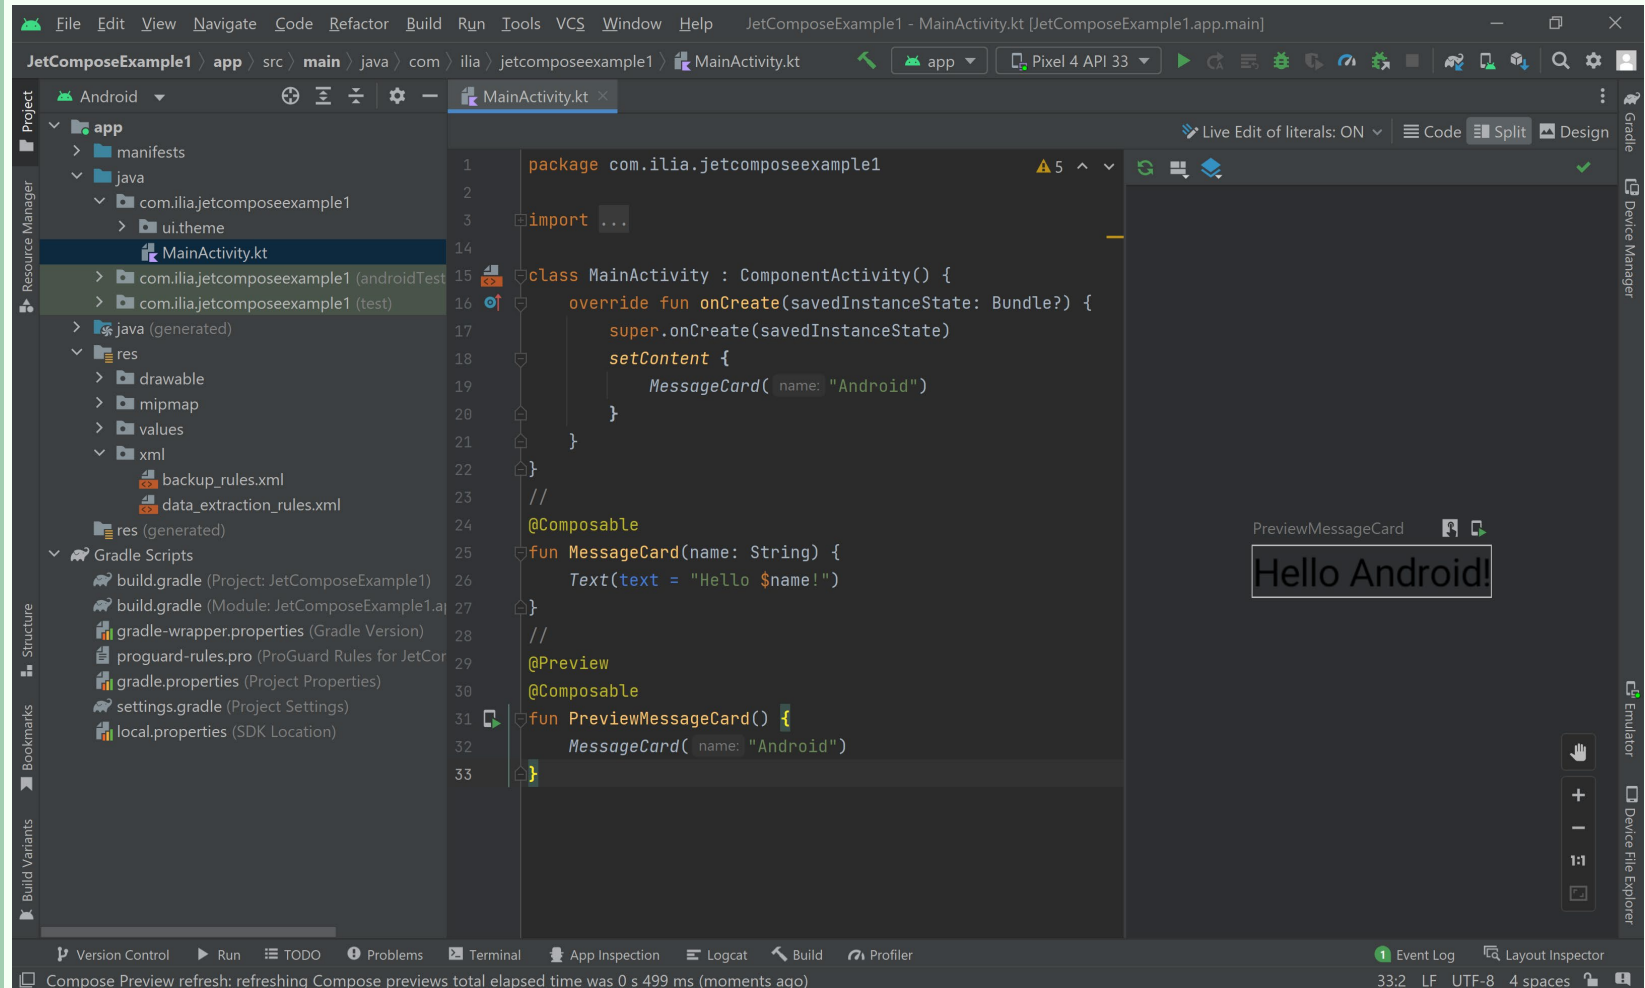 File Edit View Navigate Code Refactor Build Run Tools VCS Window Help JetComposeExample1 - MainActivity.kt [JetComposeExample1.app.main]
JetComposeExample1 app src main java com ilia jetcomposeexample1 MainActivity.kt app Pixel 4 API 33
Android
MainActivity.kt
Live Edit of literals: ON Code Split Design
Project
Resource Manager
Structure
Bookmarks
Build Variants
app
manifests
java
com.ilia.jetcomposeexample1
ui.theme
MainActivity.kt
com.ilia.jetcomposeexample1 (androidTest
com.ilia.jetcomposeexample1 (test)
java (generated)
res
drawable
mipmap
values
xml
backup_rules.xml
data_extraction_rules.xml
res (generated)
Gradle Scripts
build.gradle (Project: JetComposeExample1)
build.gradle (Module: JetComposeExample1.a
gradle-wrapper.properties (Gradle Version)
proguard-rules.pro (ProGuard Rules for JetCor
gradle.properties (Project Properties)
settings.gradle (Project Settings)
local.properties (SDK Location)
1 package com.ilia.jetcomposeexample1 5
2
3 import ...
14
15 class MainActivity : ComponentActivity() {
16 override fun onCreate(savedInstanceState: Bundle?) {
17 super.onCreate(savedInstanceState)
18 setContent {
19 MessageCard( name: "Android")
20 }
21 }
22 }
23 //
24 @Composable
25 fun MessageCard(name: String) {
26 Text(text = "Hello $name!")
27 }
28 //
29 @Preview
30 @Composable
31 fun PreviewMessageCard() {
32 MessageCard( name: "Android")
33 }
PreviewMessageCard
Hello Android!
1:1
Gradle
Device Manager
Emulator
Device File Explorer
Version Control Run TODO Problems Terminal App Inspection Logcat Build Profiler 1 Event Log Layout Inspector
Compose Preview refresh: refreshing Compose previews total elapsed time was 0 s 499 ms (moments ago) 33:2 LF UTF-8 4 spaces